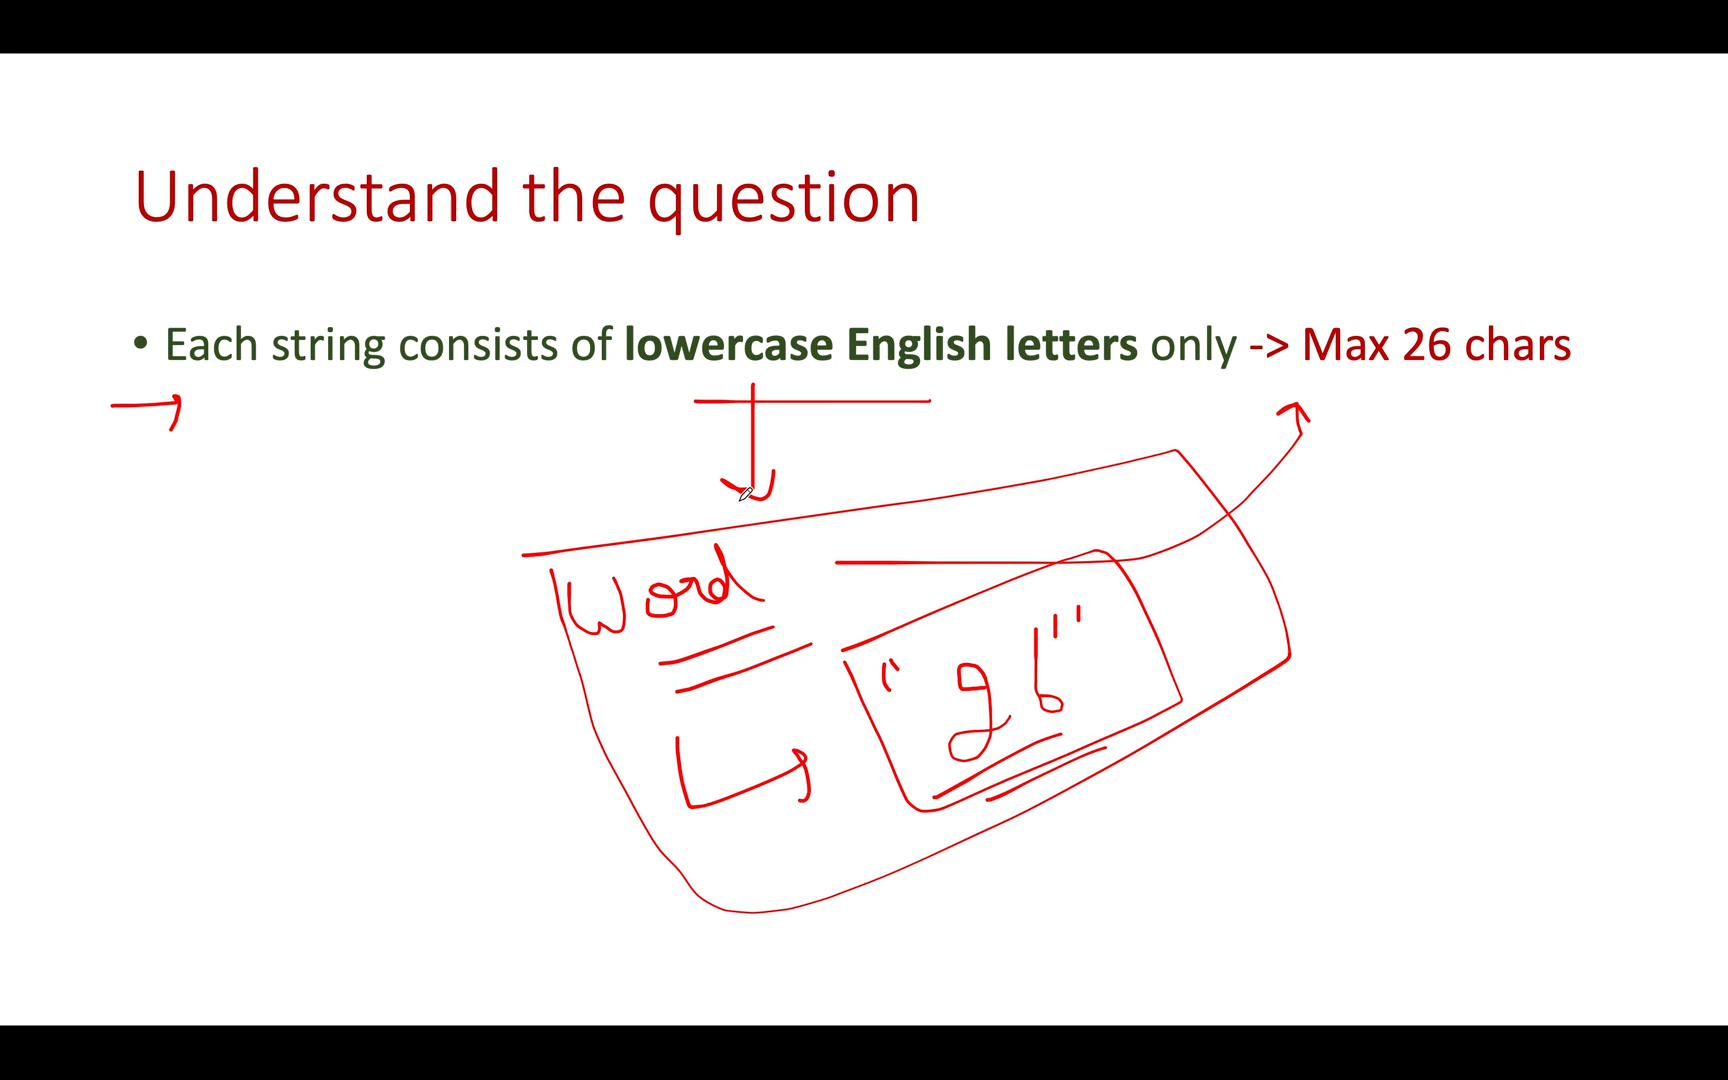 Understand the question
• Each string consists of lowercase English letters only -> Max 26 chars
Word
"26"